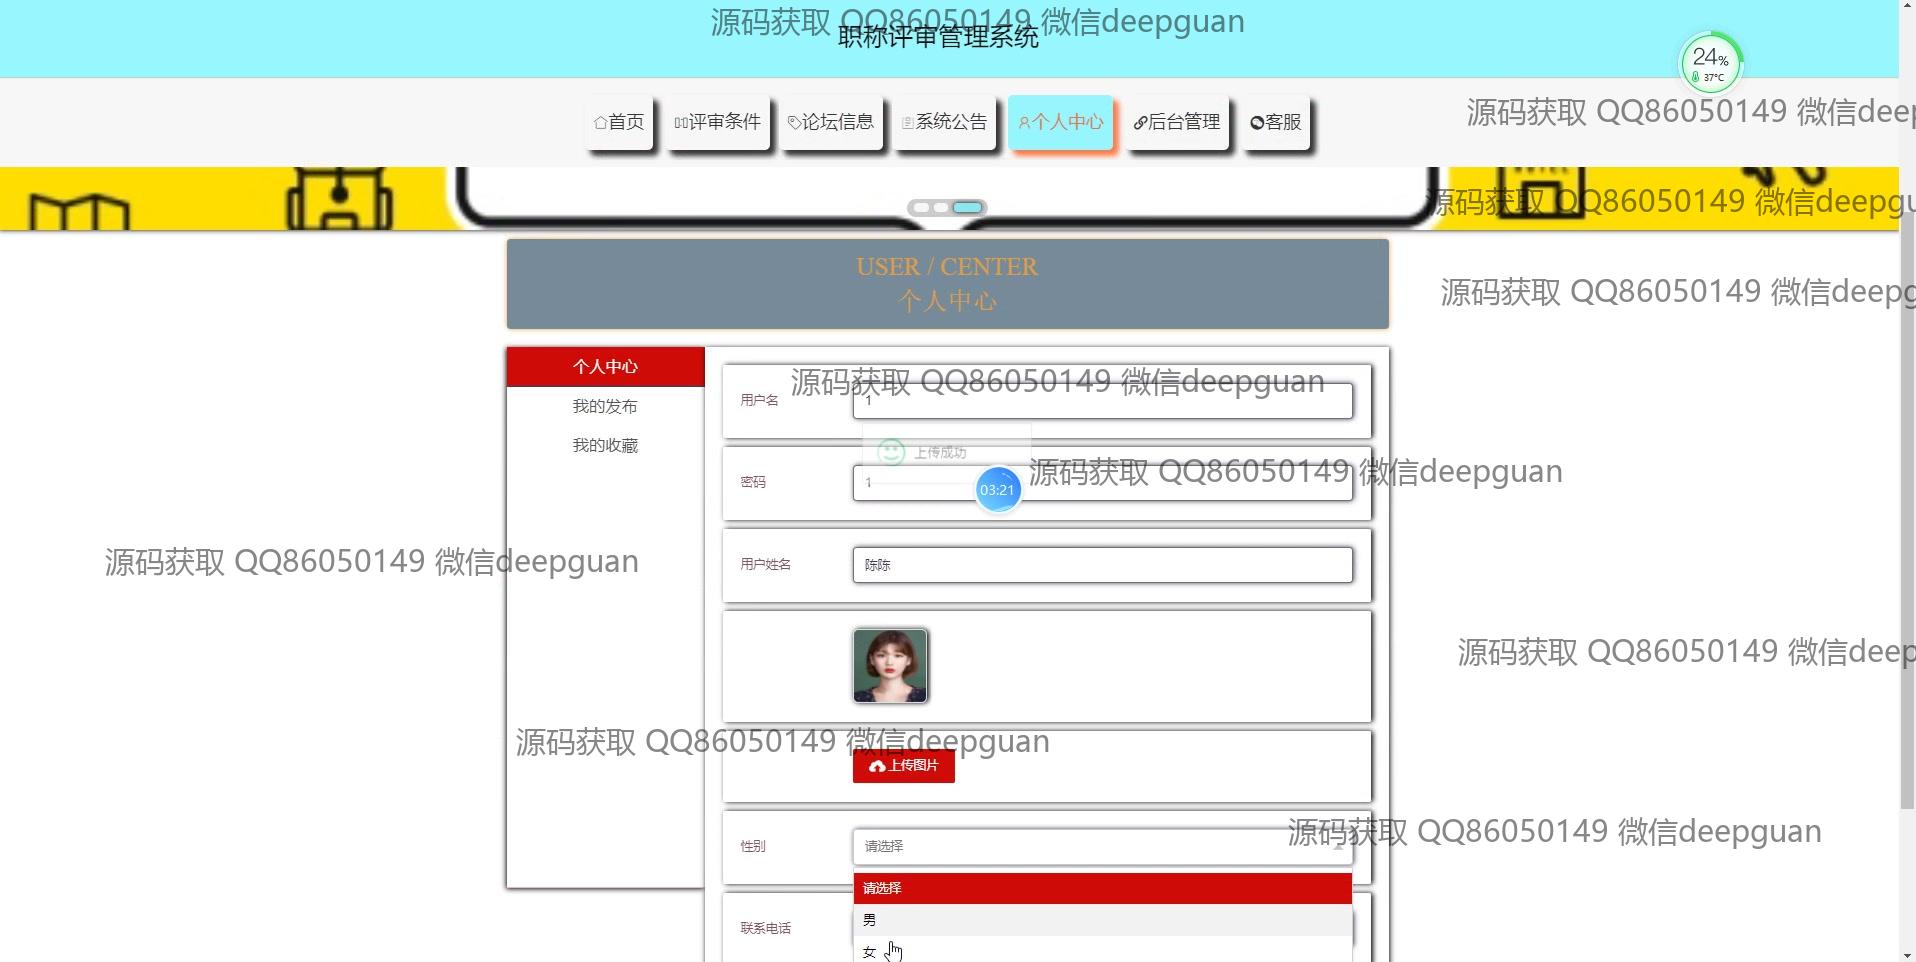 源码获取 QQ86050149 微信deepguan
职称评审管理系统
24%
37°C
源码获取 QQ86050149 微信deep
首页 评审条件 论坛信息 系统公告 个人中心 后台管理 客服
源码获取 QQ86050149 微信deepgu
USER / CENTER
个人中心
源码获取 QQ86050149 微信deepg
个人中心
我的发布
我的收藏
源码获取 QQ86050149 微信deepguan
用户名 1
上传成功
源码获取 QQ86050149 微信deepguan
密码 1
03:21
源码获取 QQ86050149 微信deepguan
用户姓名 陈陈
源码获取 QQ86050149 微信deep
源码获取 QQ86050149 微信deepguan
上传图片
源码获取 QQ86050149 微信deepguan
性别 请选择
请选择
男
联系电话
女